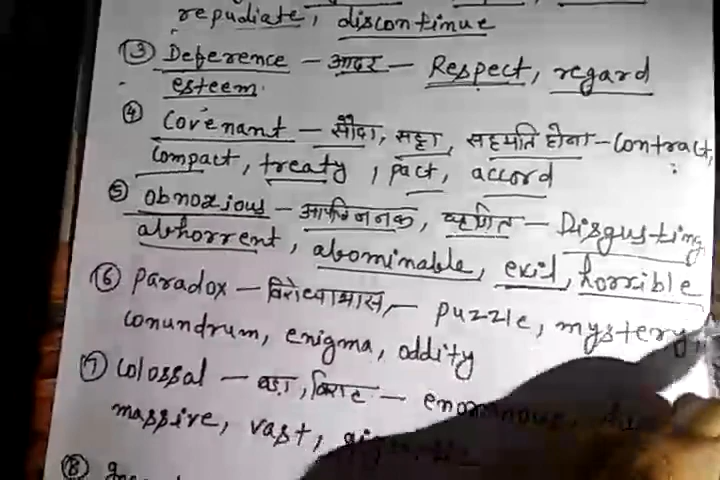 repudiate, discontinue
③ Deference – आदर – Respect, regard
esteem.
④ Covenant – सौदा, सट्टा, सहमति होना – contract,
compact, treaty, pact, accord
⑤ obnoxious – आपत्तिजनक, घृणित – Disgusting,
abhorrent, abominable, exil, horrible
⑥ paradox – विरोधाभास, – puzzle, mystery,
conundrum, enigma, oddity
⑦ colossal – बड़ा, विराट – enormous,
massive, vast,
⑧